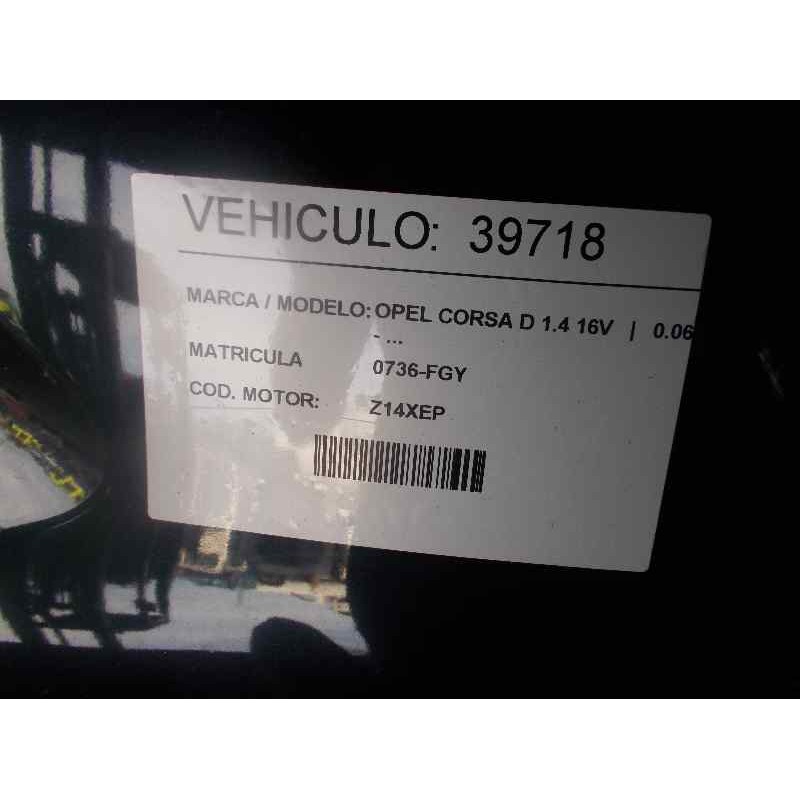 VEHICULO: 39718
MARCA / MODELO: OPEL CORSA D 1.4 16V | 0.06
- ...
MATRICULA 0736-FGY
COD. MOTOR: Z14XEP